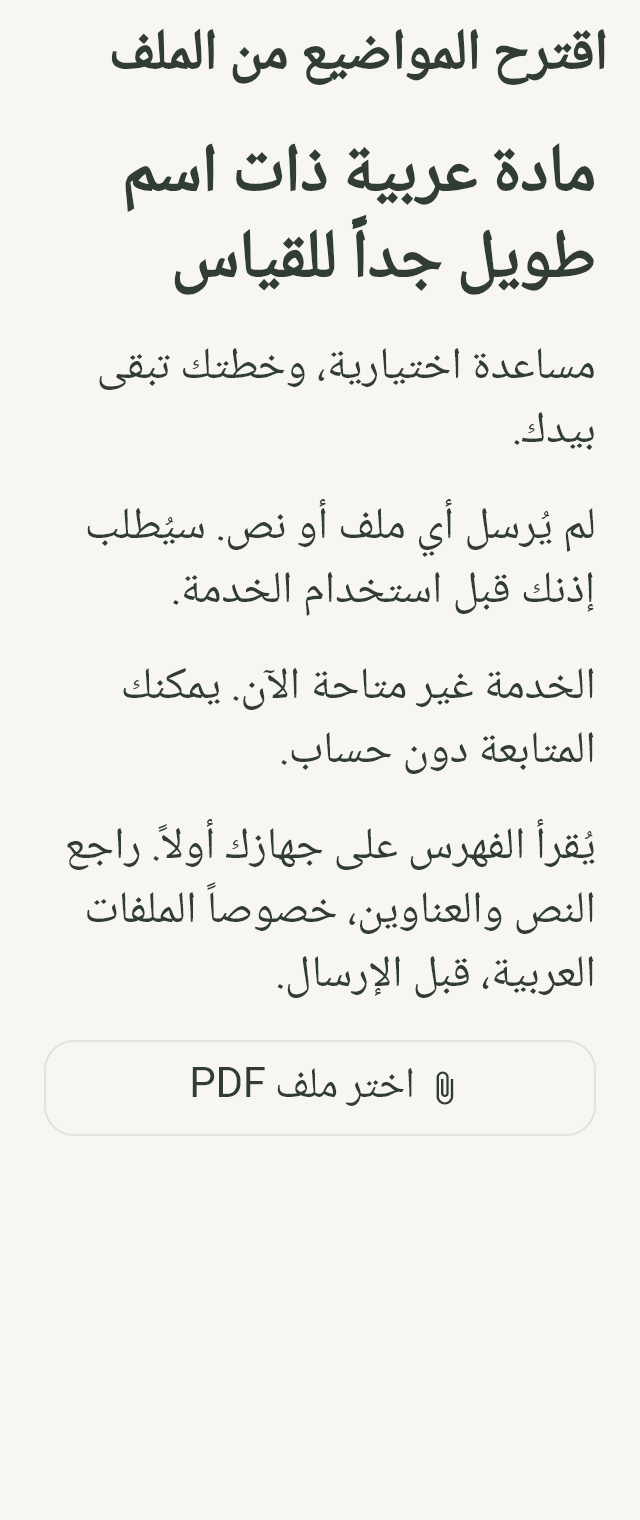 اقترح المواضيع من الملف
مادة عربية ذات اسم
طويل جداً للقياس
مساعدة اختيارية، وخطتك تبقى
بيدك.
لم يُرسل أي ملف أو نص. سيُطلب
إذنك قبل استخدام الخدمة.
الخدمة غير متاحة الآن. يمكنك
المتابعة دون حساب.
يُقرأ الفهرس على جهازك أولاً. راجع
النص والعناوين، خصوصاً الملفات
العربية، قبل الإرسال.
اختر ملف PDF